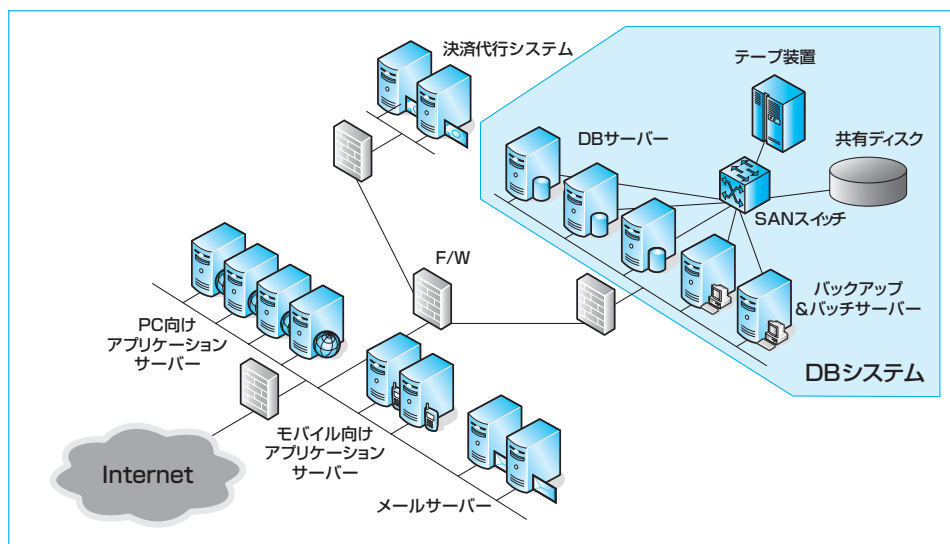 決済代行システム
テープ装置
DBサーバー
共有ディスク
SANスイッチ
F/W
バックアップ
&バッチサーバー
PC向け
アプリケーション
サーバー
DBシステム
モバイル向け
アプリケーション
サーバー
Internet
メールサーバー